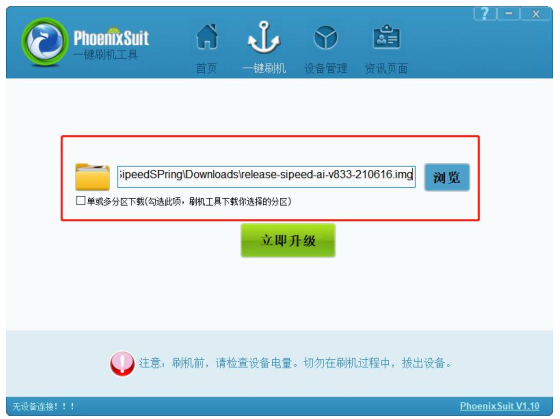 PhoenixSuit
一键刷机工具
首页
一键刷机
设备管理
资讯页面
? - x
ipeedSPring\Downloads\release-sipeed-ai-v833-210616.img
浏览
单或多分区下载(勾选此项，刷机工具下载你选择的分区)
立即升级
注意，刷机前，请检查设备电量。切勿在刷机过程中，拔出设备。
无设备连接！！！
PhoenixSuit V1.10